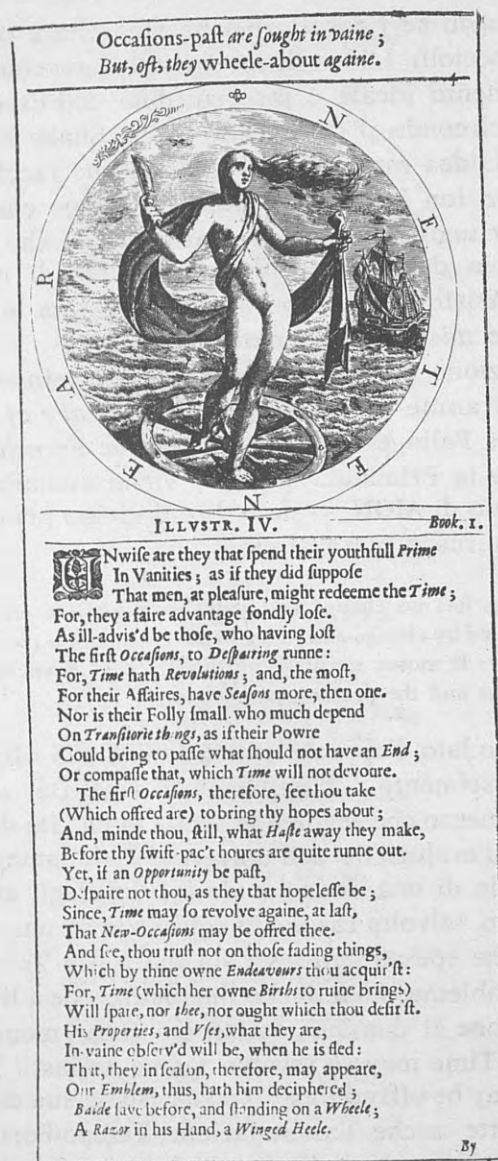 Occaſions-paſt are ſought in vaine;
But, oft, they wheele-about againe.
NE TENEAR
ILLVSTR. IV. Book. 1.
UNwiſe are they that ſpend their youthfull Prime
In Vanities; as if they did ſuppoſe
That men, at pleaſure, might redeeme the Time;
For, they a faire advantage fondly loſe.
As ill-advis'd be thoſe, who having loſt
The firſt Occaſions, to Deſpairing runne:
For, Time hath Revolutions; and, the moſt,
For their Affaires, have Seaſons more, then one.
Nor is their Folly ſmall who much depend
On Tranſitorie things, as if their Powre
Could bring to paſſe what ſhould not have an End;
Or compaſſe that, which Time will not devoure.
The firſt Occaſions, therefore, ſee thou take
(Which offred are) to bring thy hopes about:
And, minde thou, ſtill, what Haſte away they make,
Before thy ſwift-pac't houres are quite runne out.
Yet, if an Opportunity be paſt,
Deſpaire not thou, as they that hopeleſſe be;
Since, Time may ſo revolve againe, at laſt,
That New-Occaſions may be offred thee.
And ſee, thou truſt not on thoſe fading things,
Which by thine owne Endeavours thou acquir'ſt:
For, Time (which her owne Births to ruine brings)
Will ſpare, nor thee, nor ought which thou deſir'ſt.
His Properties, and Vſes, what they are,
In-vaine obſerv'd will be, when he is fled:
That, they in ſeaſon, therefore, may appeare,
Our Emblem, thus, hath him deciphered;
Balde ſave before, and ſtanding on a Wheele;
A Razor in his Hand, a Winged Heele.
By